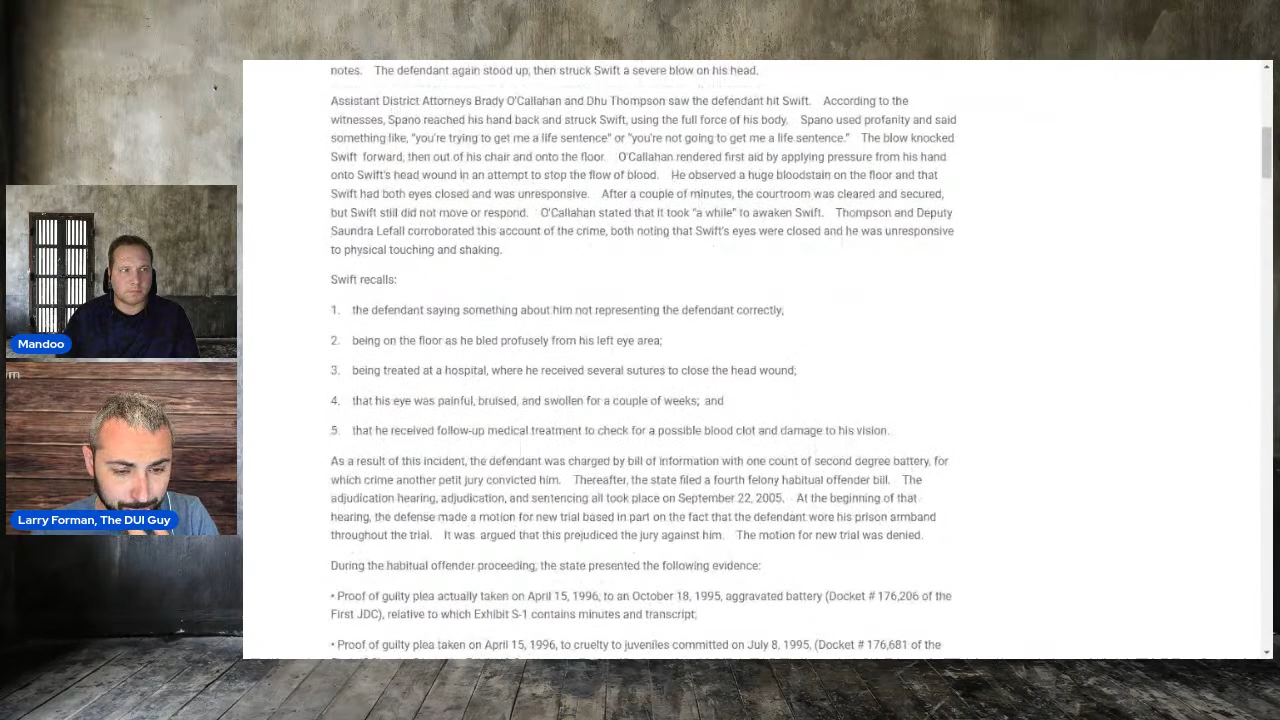 notes. The defendant again stood up, then struck Swift a severe blow on his head.
Assistant District Attorneys Brady O'Callahan and Dhu Thompson saw the defendant hit Swift. According to the
witnesses, Spano reached his hand back and struck Swift, using the full force of his body. Spano used profanity and said
something like, "you're trying to get me a life sentence" or "you're not going to get me a life sentence." The blow knocked
Swift forward, then out of his chair and onto the floor. O'Callahan rendered first aid by applying pressure from his hand
onto Swift's head wound in an attempt to stop the flow of blood. He observed a huge bloodstain on the floor and that
Swift had both eyes closed and was unresponsive. After a couple of minutes, the courtroom was cleared and secured,
but Swift still did not move or respond. O'Callahan stated that it took "a while" to awaken Swift. Thompson and Deputy
Saundra Lefall corroborated this account of the crime, both noting that Swift's eyes were closed and he was unresponsive
to physical touching and shaking.
Swift recalls:
1. the defendant saying something about him not representing the defendant correctly;
2. being on the floor as he bled profusely from his left eye area;
3. being treated at a hospital, where he received several sutures to close the head wound;
4. that his eye was painful, bruised, and swollen for a couple of weeks; and
5. that he received follow-up medical treatment to check for a possible blood clot and damage to his vision.
As a result of this incident, the defendant was charged by bill of information with one count of second degree battery, for
which crime another petit jury convicted him. Thereafter, the state filed a fourth felony habitual offender bill. The
adjudication hearing, adjudication, and sentencing all took place on September 22, 2005. At the beginning of that
hearing, the defense made a motion for new trial based in part on the fact that the defendant wore his prison armband
throughout the trial. It was argued that this prejudiced the jury against him. The motion for new trial was denied.
During the habitual offender proceeding, the state presented the following evidence:
• Proof of guilty plea actually taken on April 15, 1996, to an October 18, 1995, aggravated battery (Docket # 176,206 of the
First JDC), relative to which Exhibit S-1 contains minutes and transcript;
• Proof of guilty plea taken on April 15, 1996, to cruelty to juveniles committed on July 8, 1995, (Docket # 176,681 of the
Mandoo
m
Larry Forman, The DUI Guy